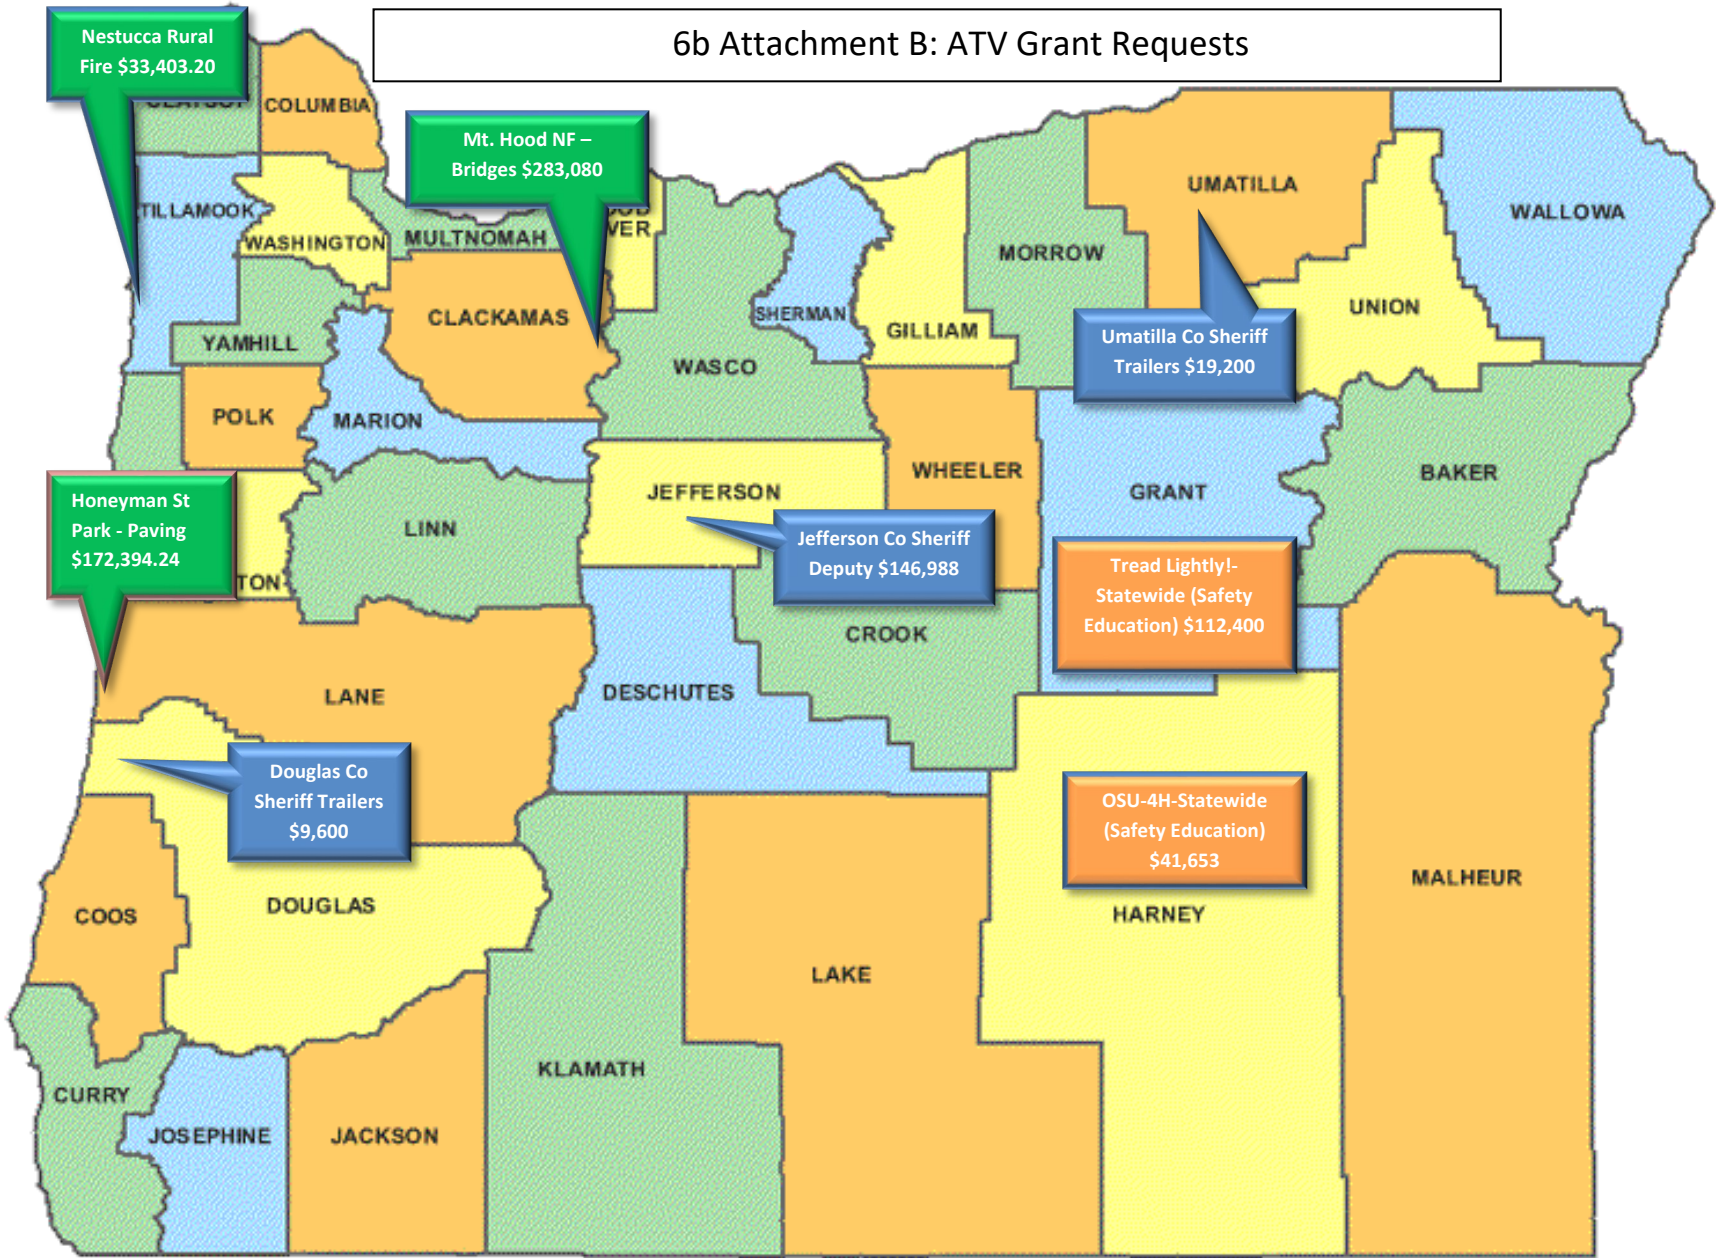 6b Attachment B: ATV Grant Requests
Nestucca Rural
Fire $33,403.20
COLUMBIA
Mt. Hood NF –
Bridges $283,080
TILLAMOOK
WASHINGTON
MULTNOMAH
VER
UMATILLA
WALLOWA
MORROW
CLACKAMAS
SHERMAN
GILLIAM
UNION
YAMHILL
WASCO
Umatilla Co Sheriff
Trailers $19,200
POLK
MARION
WHEELER
BAKER
JEFFERSON
GRANT
Honeyman St
Park - Paving
$172,394.24
LINN
Jefferson Co Sheriff
Deputy $146,988
TON
Tread Lightly!-
Statewide (Safety
Education) $112,400
CROOK
LANE
DESCHUTES
Douglas Co
Sheriff Trailers
$9,600
OSU-4H-Statewide
(Safety Education)
$41,653
MALHEUR
COOS
DOUGLAS
HARNEY
LAKE
KLAMATH
CURRY
JOSEPHINE
JACKSON